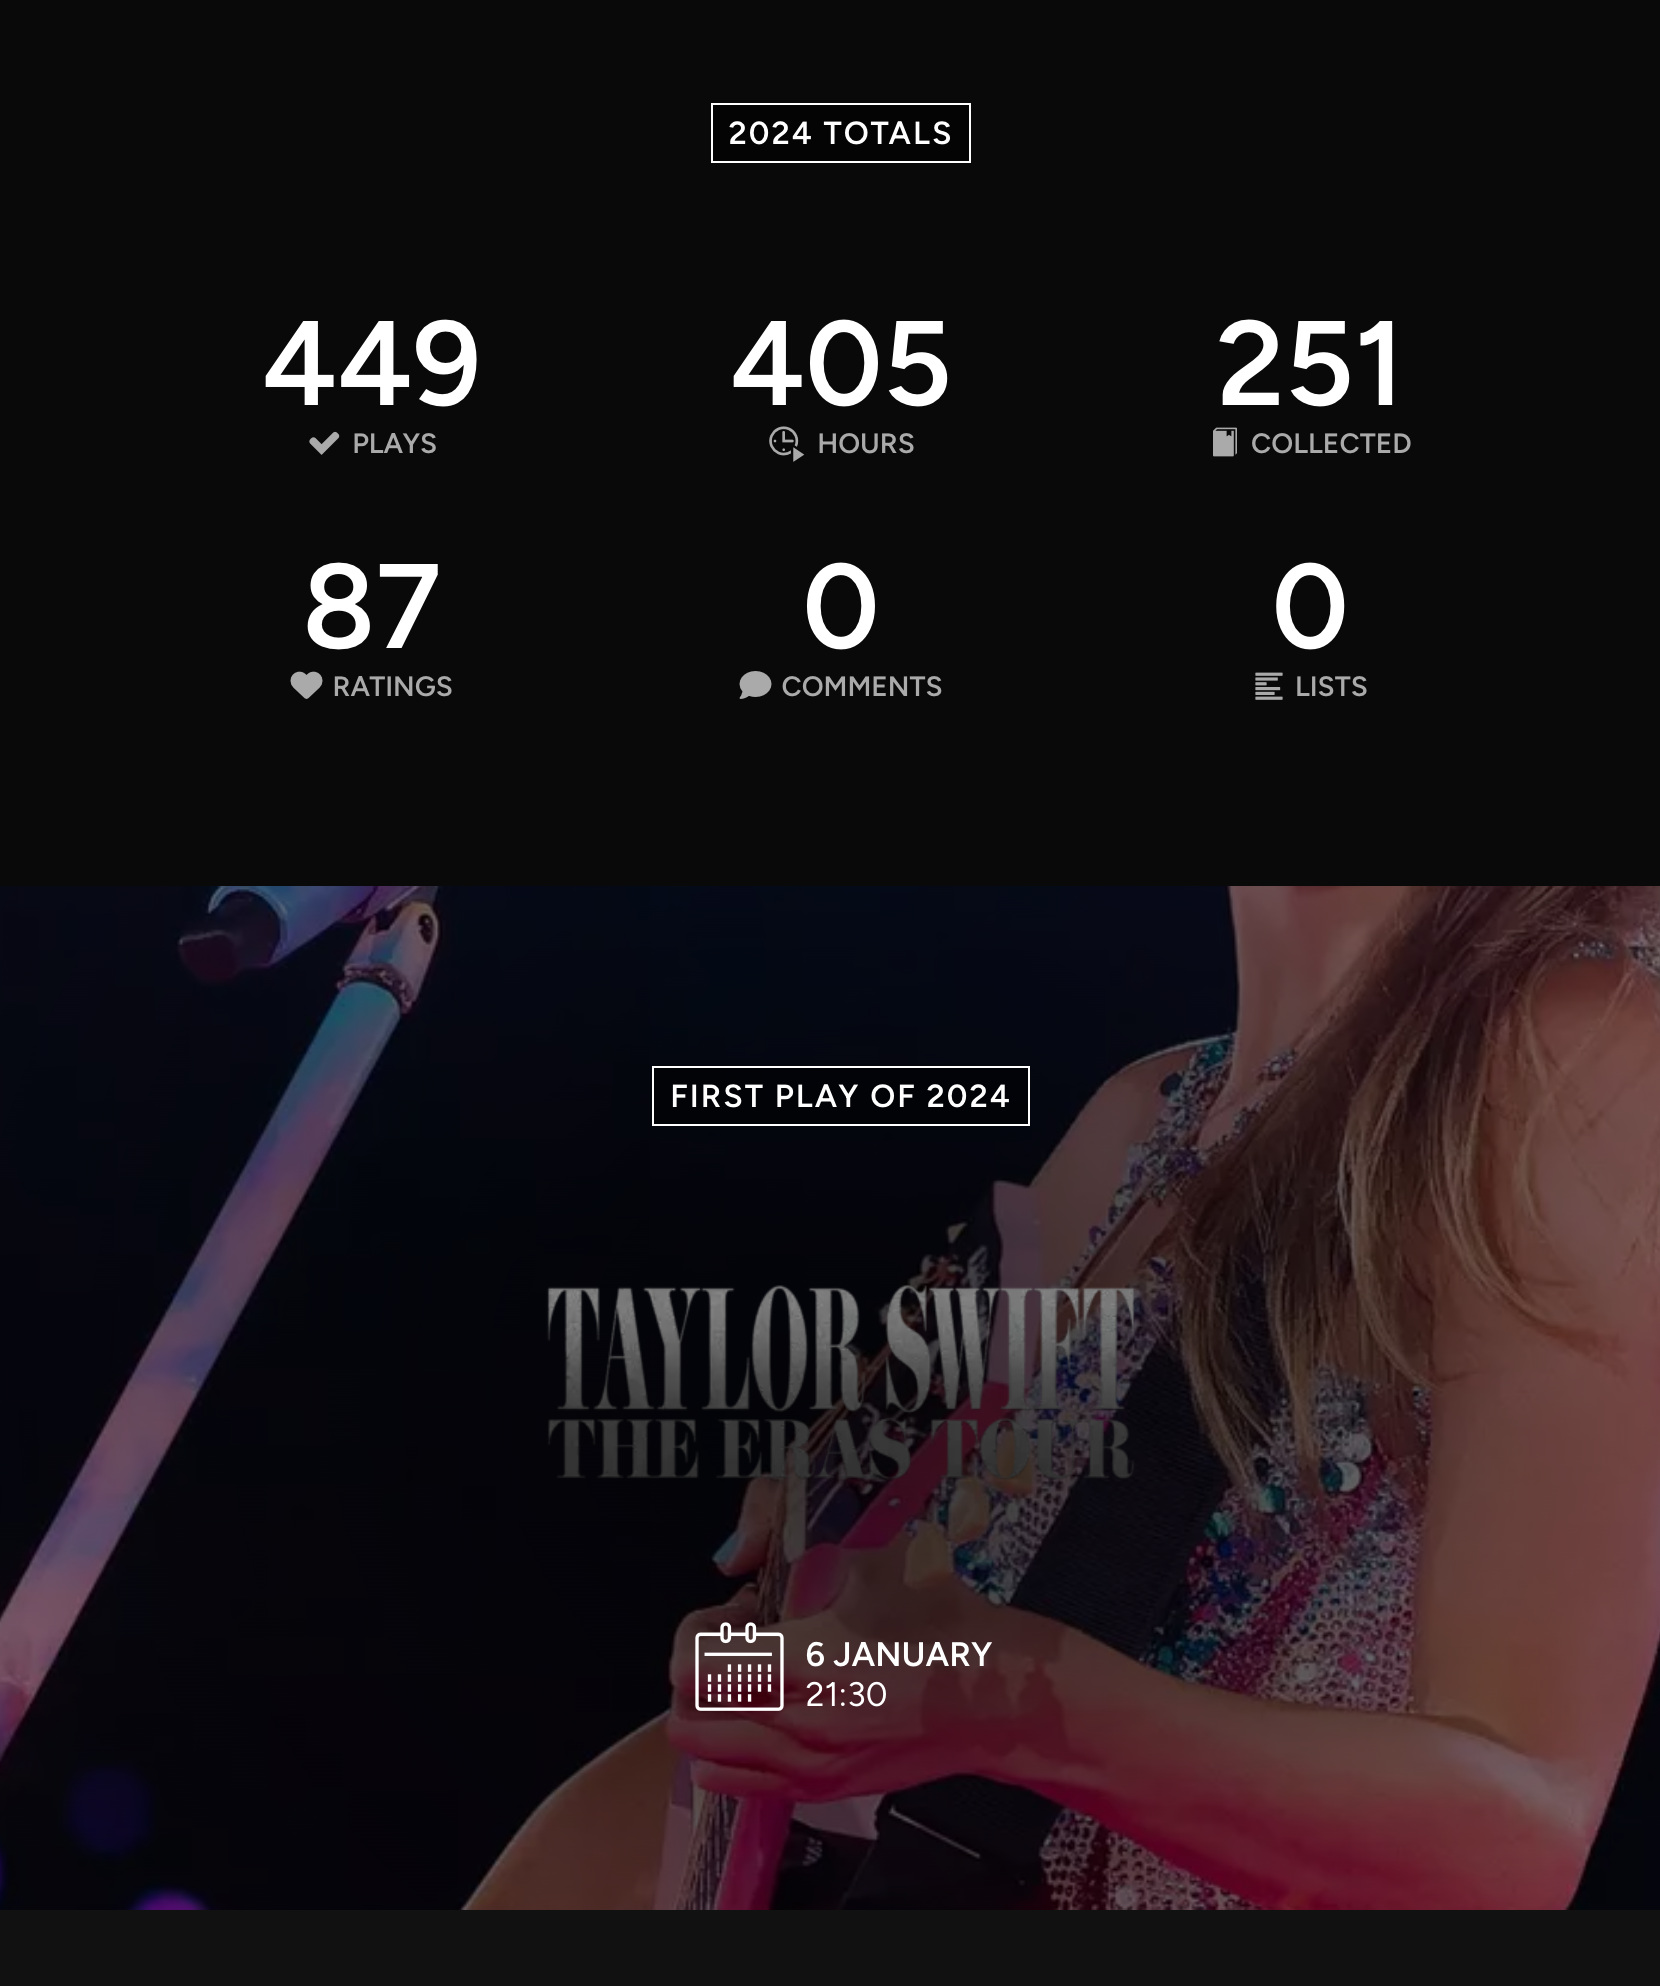 2024 TOTALS
449
PLAYS
405
HOURS
251
COLLECTED
87
RATINGS
0
COMMENTS
0
LISTS
FIRST PLAY OF 2024
TAYLOR SWIFT
THE ERAS TOUR
6 JANUARY
21:30